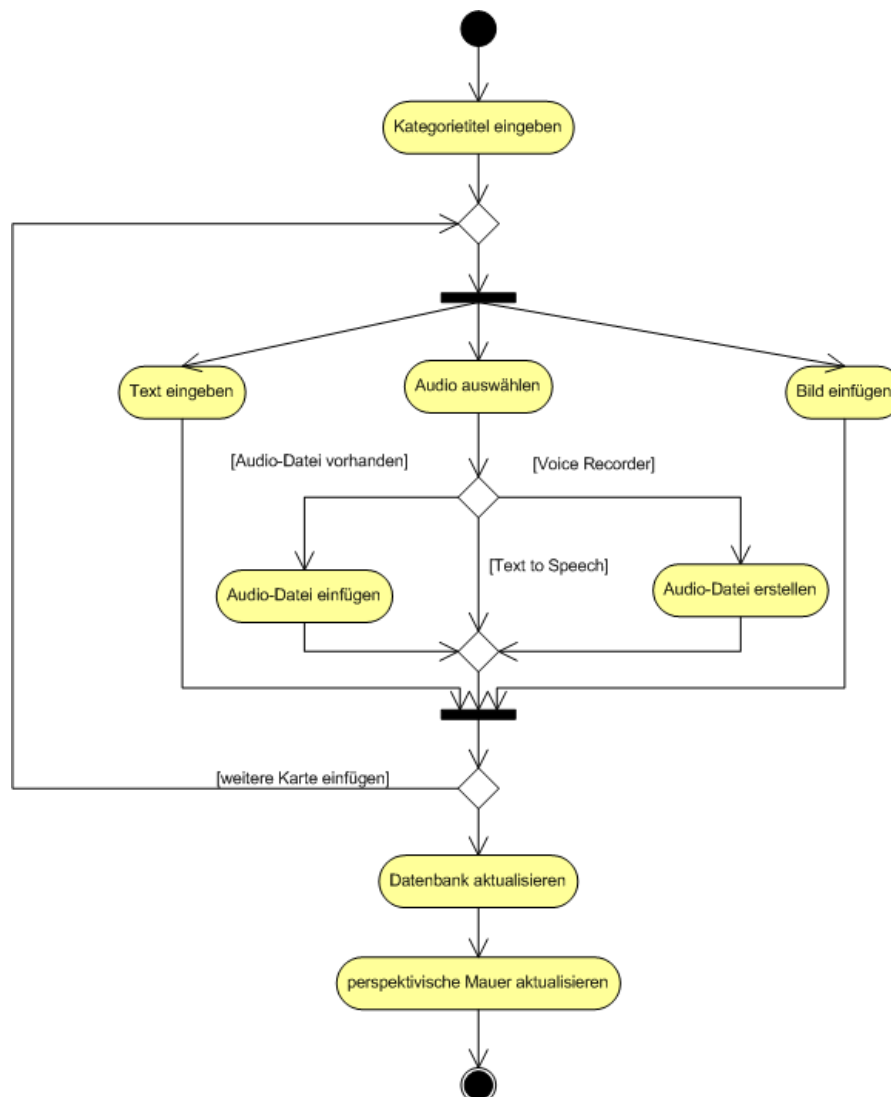 Kategorietitel eingeben
Text eingeben
Audio auswählen
Bild einfügen
[Audio-Datei vorhanden]
[Voice Recorder]
[Text to Speech]
Audio-Datei einfügen
Audio-Datei erstellen
[weitere Karte einfügen]
Datenbank aktualisieren
perspektivische Mauer aktualisieren